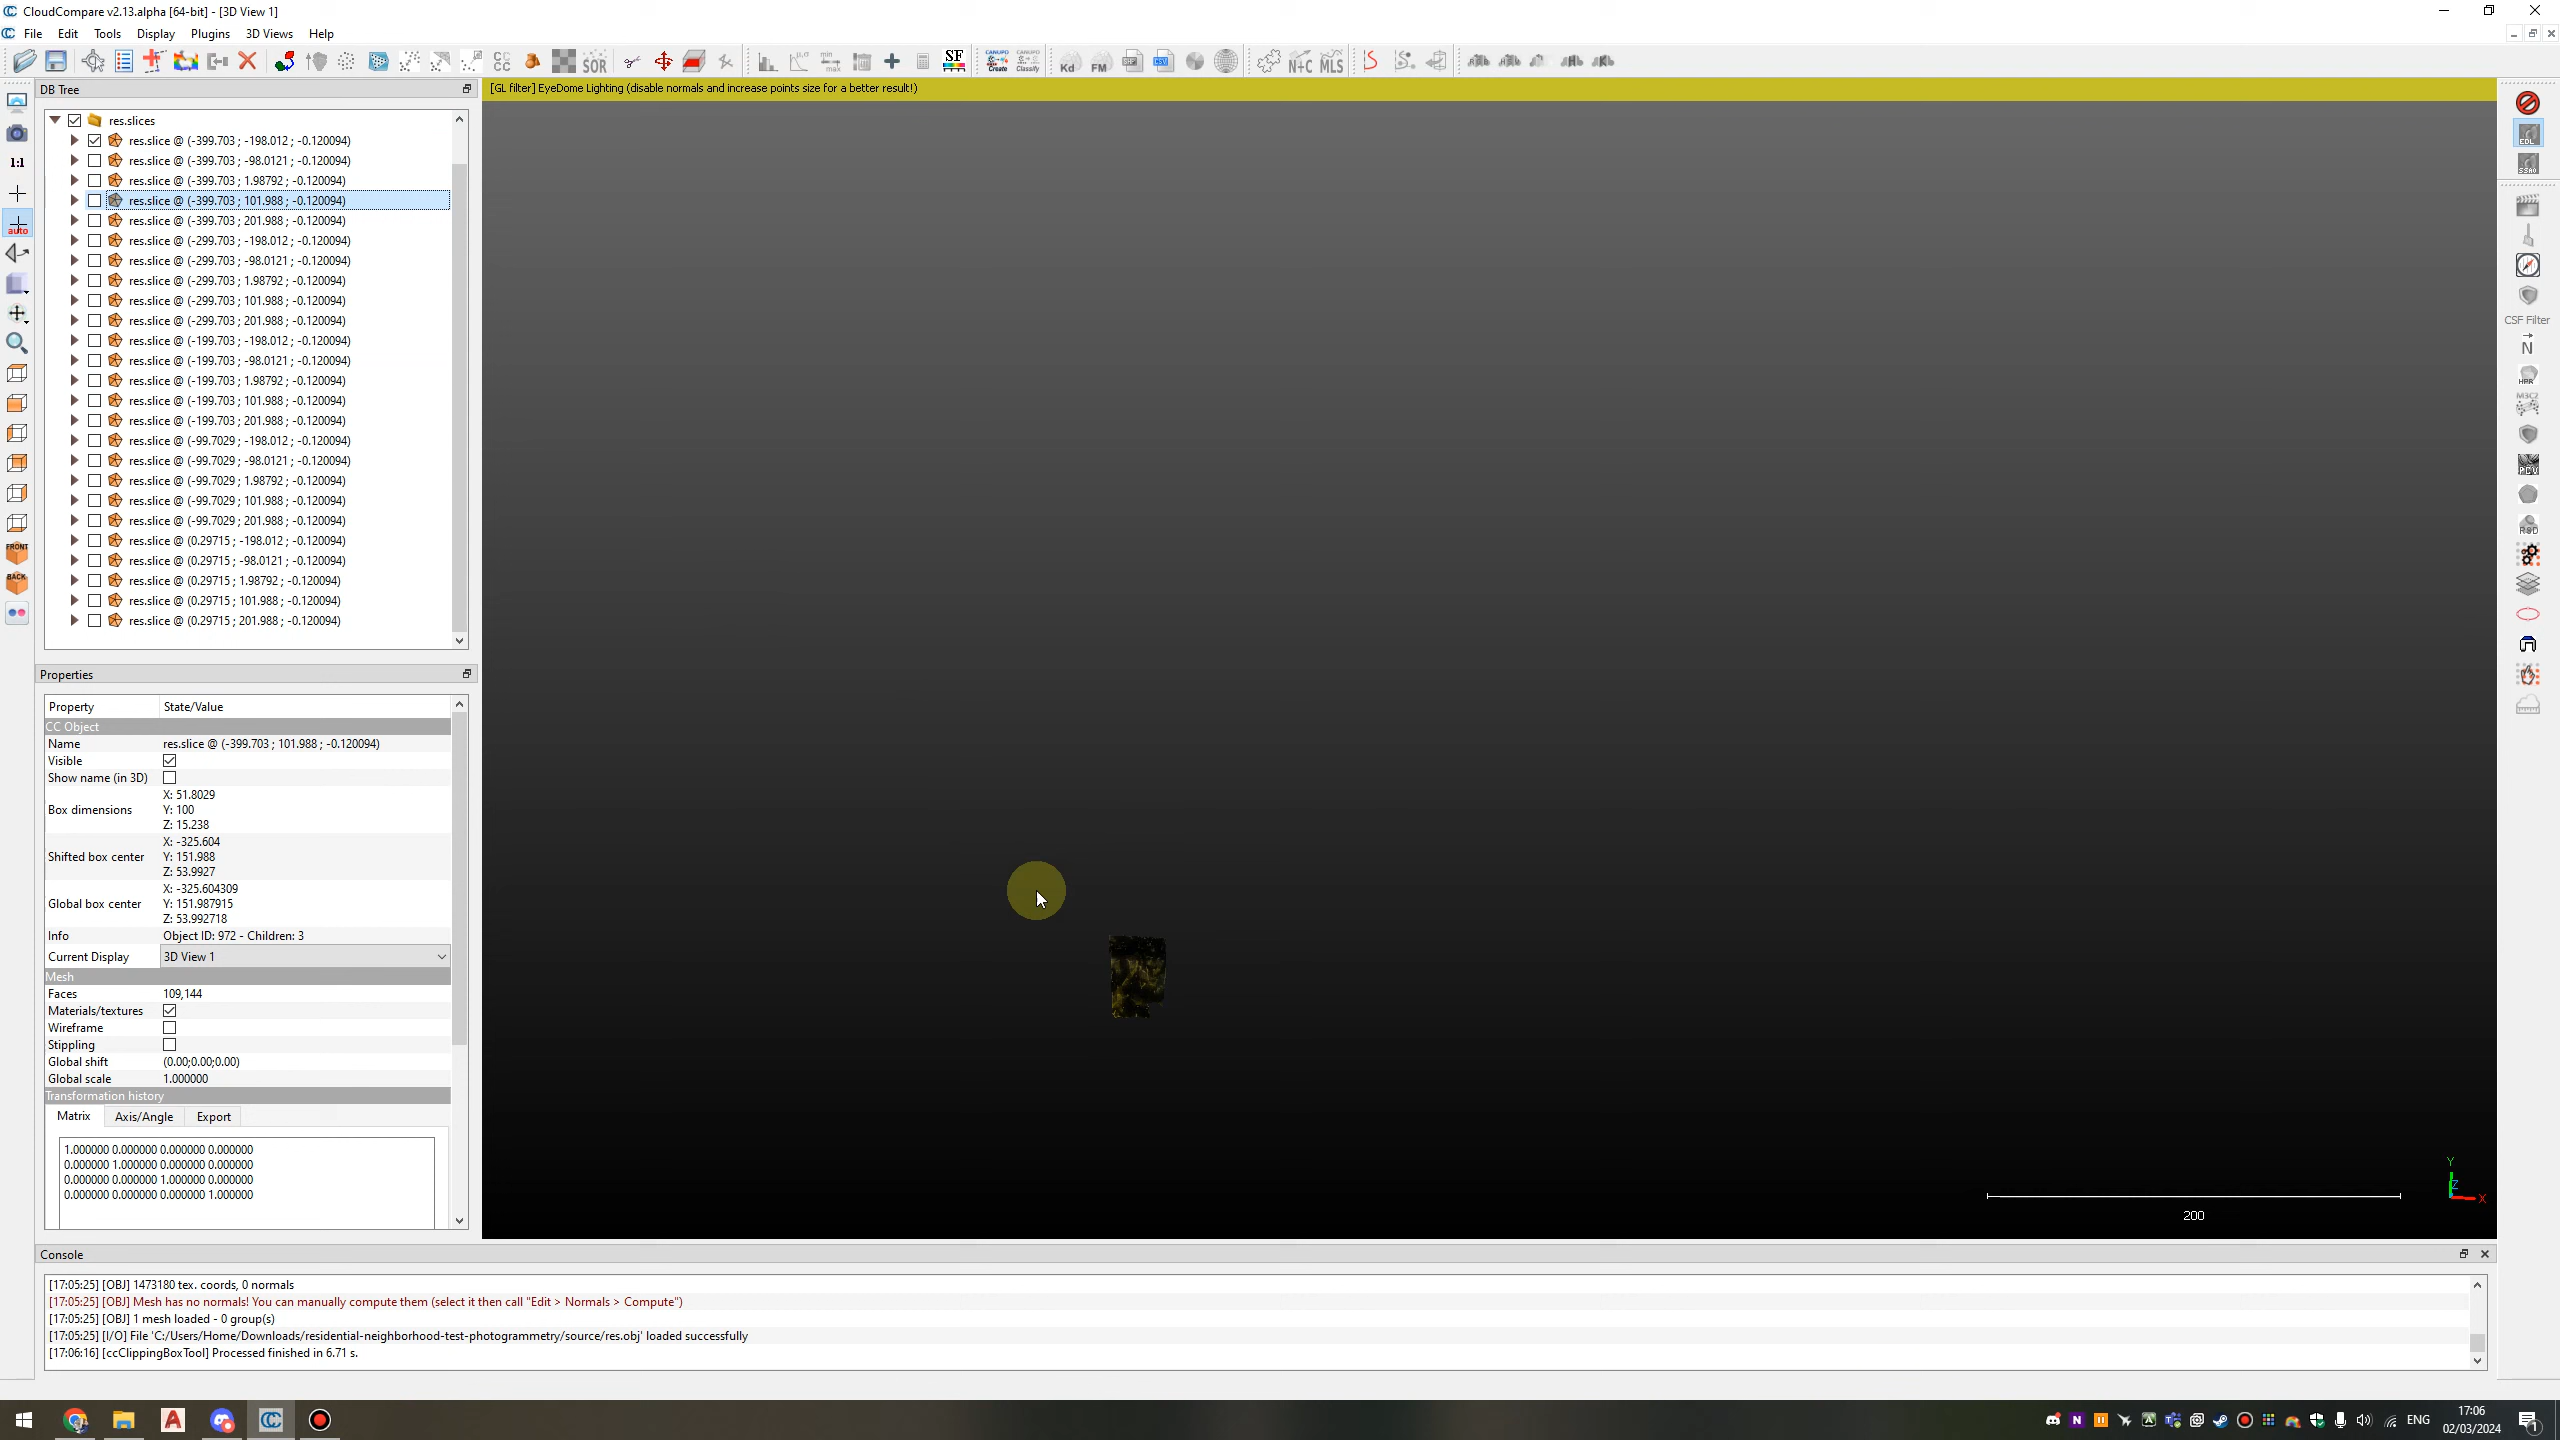 CloudCompare v2.13.alpha [64-bit] - [3D View 1]
File Edit Tools Display Plugins 3D Views Help
SOR SF Kd FM SHP CSV N+C MLS
CANUPO Create CANUPO Classify
DB Tree
[GL filter] EyeDome Lighting (disable normals and increase points size for a better result!)
1:1
auto
FRONT
BACK
res.slices
res.slice @ (-399.703 ; -198.012 ; -0.120094)
res.slice @ (-399.703 ; -98.0121 ; -0.120094)
res.slice @ (-399.703 ; 1.98792 ; -0.120094)
res.slice @ (-399.703 ; 101.988 ; -0.120094)
res.slice @ (-399.703 ; 201.988 ; -0.120094)
res.slice @ (-299.703 ; -198.012 ; -0.120094)
res.slice @ (-299.703 ; -98.0121 ; -0.120094)
res.slice @ (-299.703 ; 1.98792 ; -0.120094)
res.slice @ (-299.703 ; 101.988 ; -0.120094)
res.slice @ (-299.703 ; 201.988 ; -0.120094)
res.slice @ (-199.703 ; -198.012 ; -0.120094)
res.slice @ (-199.703 ; -98.0121 ; -0.120094)
res.slice @ (-199.703 ; 1.98792 ; -0.120094)
res.slice @ (-199.703 ; 101.988 ; -0.120094)
res.slice @ (-199.703 ; 201.988 ; -0.120094)
res.slice @ (-99.7029 ; -198.012 ; -0.120094)
res.slice @ (-99.7029 ; -98.0121 ; -0.120094)
res.slice @ (-99.7029 ; 1.98792 ; -0.120094)
res.slice @ (-99.7029 ; 101.988 ; -0.120094)
res.slice @ (-99.7029 ; 201.988 ; -0.120094)
res.slice @ (0.29715 ; -198.012 ; -0.120094)
res.slice @ (0.29715 ; -98.0121 ; -0.120094)
res.slice @ (0.29715 ; 1.98792 ; -0.120094)
res.slice @ (0.29715 ; 101.988 ; -0.120094)
res.slice @ (0.29715 ; 201.988 ; -0.120094)
Properties
Property State/Value
CC Object
Name res.slice @ (-399.703 ; 101.988 ; -0.120094)
Visible
Show name (in 3D)
X: 51.8029
Box dimensions Y: 100
Z: 15.238
X: -325.604
Shifted box center Y: 151.988
Z: 53.9927
X: -325.604309
Global box center Y: 151.987915
Z: 53.992718
Info Object ID: 972 - Children: 3
Current Display 3D View 1
Mesh
Faces 109,144
Materials/textures
Wireframe
Stippling
Global shift (0.00;0.00;0.00)
Global scale 1.000000
Transformation history
Matrix Axis/Angle Export
1.000000 0.000000 0.000000 0.000000
0.000000 1.000000 0.000000 0.000000
0.000000 0.000000 1.000000 0.000000
0.000000 0.000000 0.000000 1.000000
Y
Z
X
200
EDL
SSAO
CSF Filter
N
HPR
M3C2
PCV
RSD
Console
[17:05:25] [OBJ] 1473180 tex. coords, 0 normals
[17:05:25] [OBJ] Mesh has no normals! You can manually compute them (select it then call "Edit > Normals > Compute")
[17:05:25] [OBJ] 1 mesh loaded - 0 group(s)
[17:05:25] [I/O] File 'C:/Users/Home/Downloads/residential-neighborhood-test-photogrammetry/source/res.obj' loaded successfully
[17:06:16] [ccClippingBoxTool] Processed finished in 6.71 s.
ENG
17:06
02/03/2024